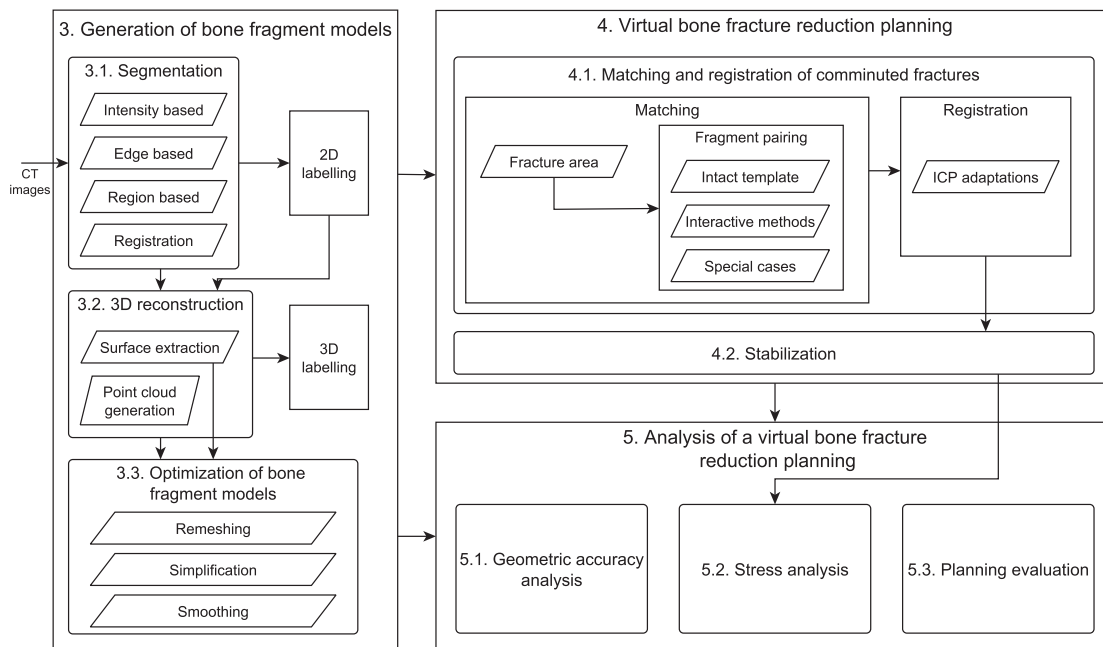 CT
images
3. Generation of bone fragment models
3.1. Segmentation
Intensity based
Edge based
Region based
Registration
2D
labelling
3.2. 3D reconstruction
Surface extraction
Point cloud
generation
3D
labelling
3.3. Optimization of bone
fragment models
Remeshing
Simplification
Smoothing
4. Virtual bone fracture reduction planning
4.1. Matching and registration of comminuted fractures
Matching
Fracture area
Fragment pairing
Intact template
Interactive methods
Special cases
Registration
ICP adaptations
4.2. Stabilization
5. Analysis of a virtual bone fracture
reduction planning
5.1. Geometric accuracy
analysis
5.2. Stress analysis
5.3. Planning evaluation